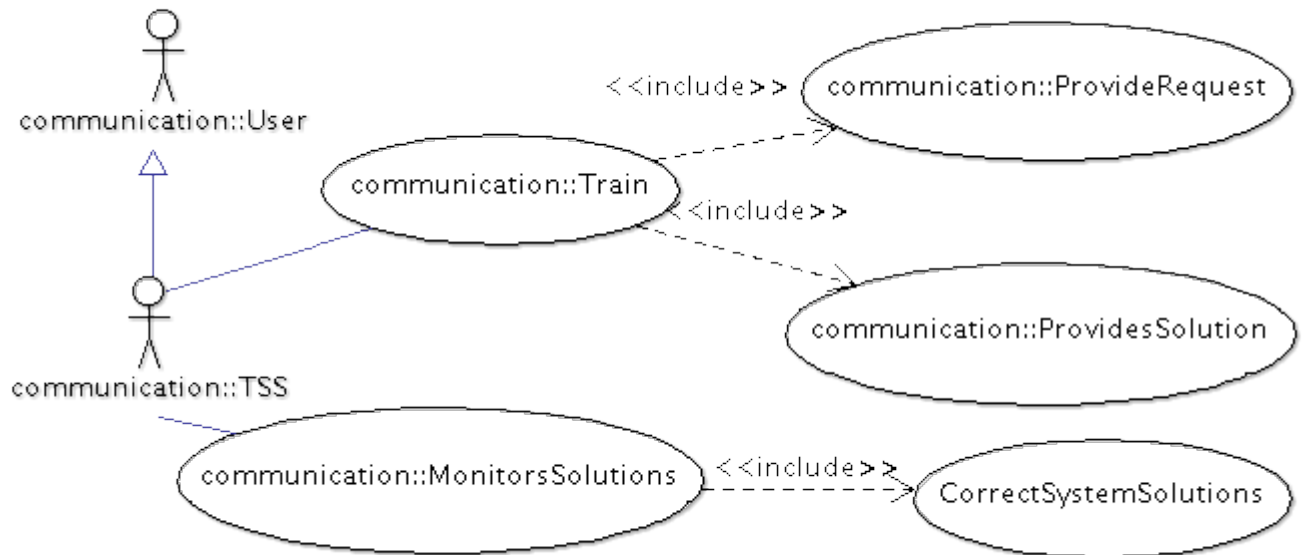 <<include>>
communication::ProvideRequest
communication::User
communication::Train
<<include>>
communication::ProvidesSolution
communication::TSS
communication::MonitorsSolutions
<<include>>
CorrectSystemSolutions